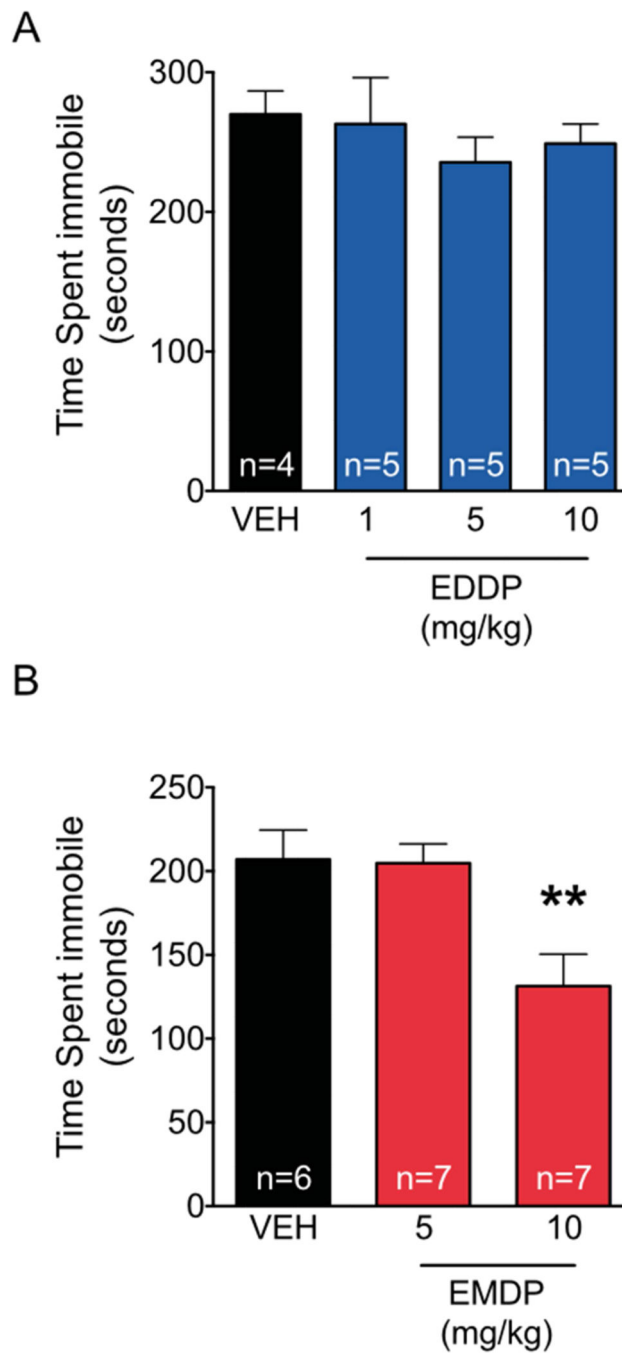 A
Time Spent immobile
(seconds)
300
200
100
0
n=4
n=5
n=5
n=5
VEH
1
5
10
EDDP
(mg/kg)
B
Time Spent immobile
(seconds)
250
200
150
100
50
0
**
n=6
n=7
n=7
VEH
5
10
EMDP
(mg/kg)